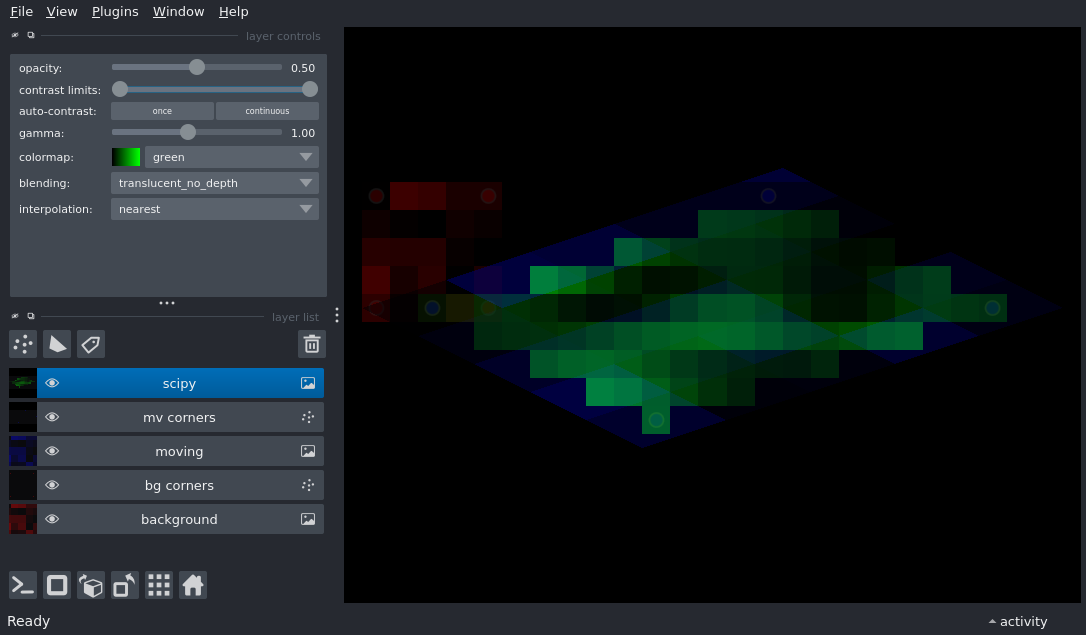 File View Plugins Window Help
layer controls
opacity: 0.50
contrast limits:
auto-contrast: once continuous
gamma: 1.00
colormap: green
blending: translucent_no_depth
interpolation: nearest
layer list
scipy
mv corners
moving
bg corners
background
Ready
activity